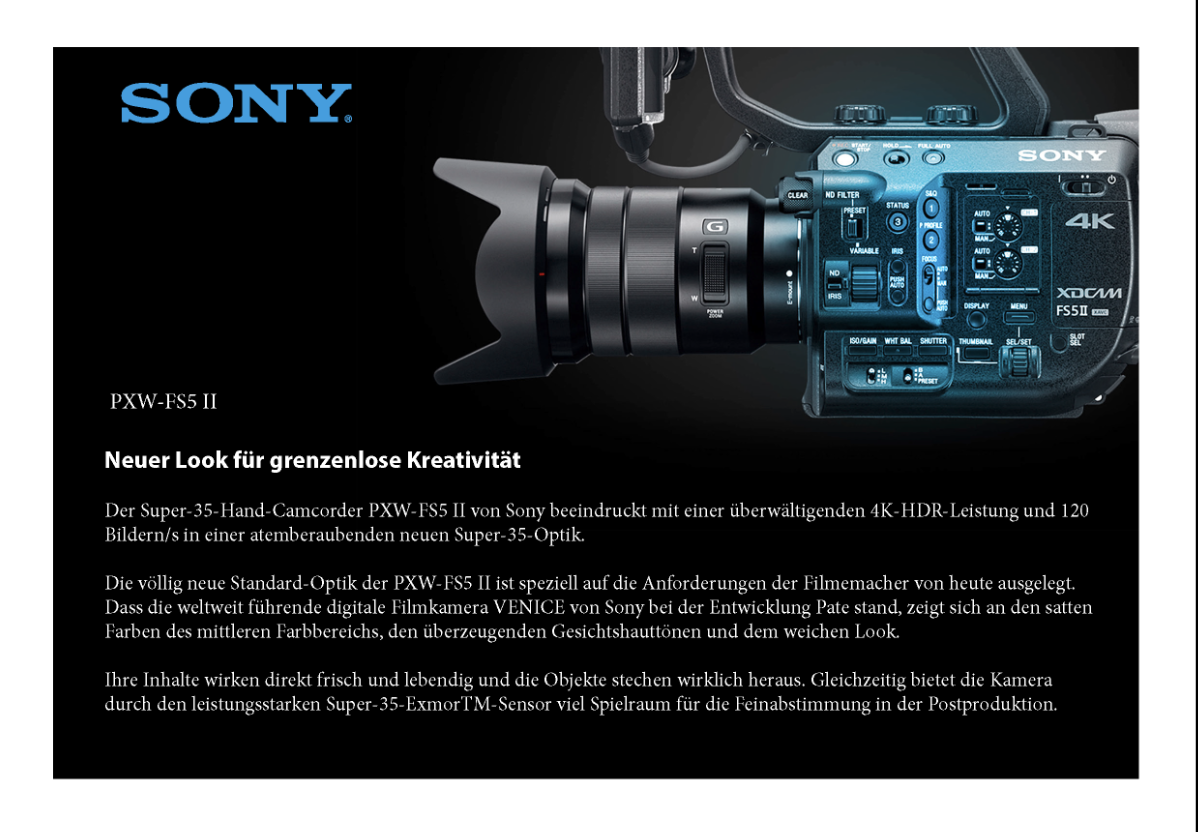 SONY
START/
STOP
HOLD
FULL AUTO
SONY
CLEAR
ND FILTER
PRESET
VARIABLE
STATUS
3
S&Q
1
P PROFILE
2
IRIS
FOCUS
PUSH
AUTO
AUTO
MAN
PUSH
AUTO
AUTO
MAN
AUTO
MAN
4K
XDCAM
FS5II
XAVC
G
T
W
POWER
ZOOM
E-mount
ND
IRIS
DISPLAY
MENU
SLOT
SEL
ISO/GAIN WHT BAL SHUTTER THUMBNAIL SEL/SET
L
M
H
B
A
PRESET
PXW-FS5 II
Neuer Look für grenzenlose Kreativität
Der Super-35-Hand-Camcorder PXW-FS5 II von Sony beeindruckt mit einer überwältigenden 4K-HDR-Leistung und 120
Bildern/s in einer atemberaubenden neuen Super-35-Optik.
Die völlig neue Standard-Optik der PXW-FS5 II ist speziell auf die Anforderungen der Filmemacher von heute ausgelegt.
Dass die weltweit führende digitale Filmkamera VENICE von Sony bei der Entwicklung Pate stand, zeigt sich an den satten
Farben des mittleren Farbbereichs, den überzeugenden Gesichtshauttönen und dem weichen Look.
Ihre Inhalte wirken direkt frisch und lebendig und die Objekte stechen wirklich heraus. Gleichzeitig bietet die Kamera
durch den leistungsstarken Super-35-ExmorTM-Sensor viel Spielraum für die Feinabstimmung in der Postproduktion.